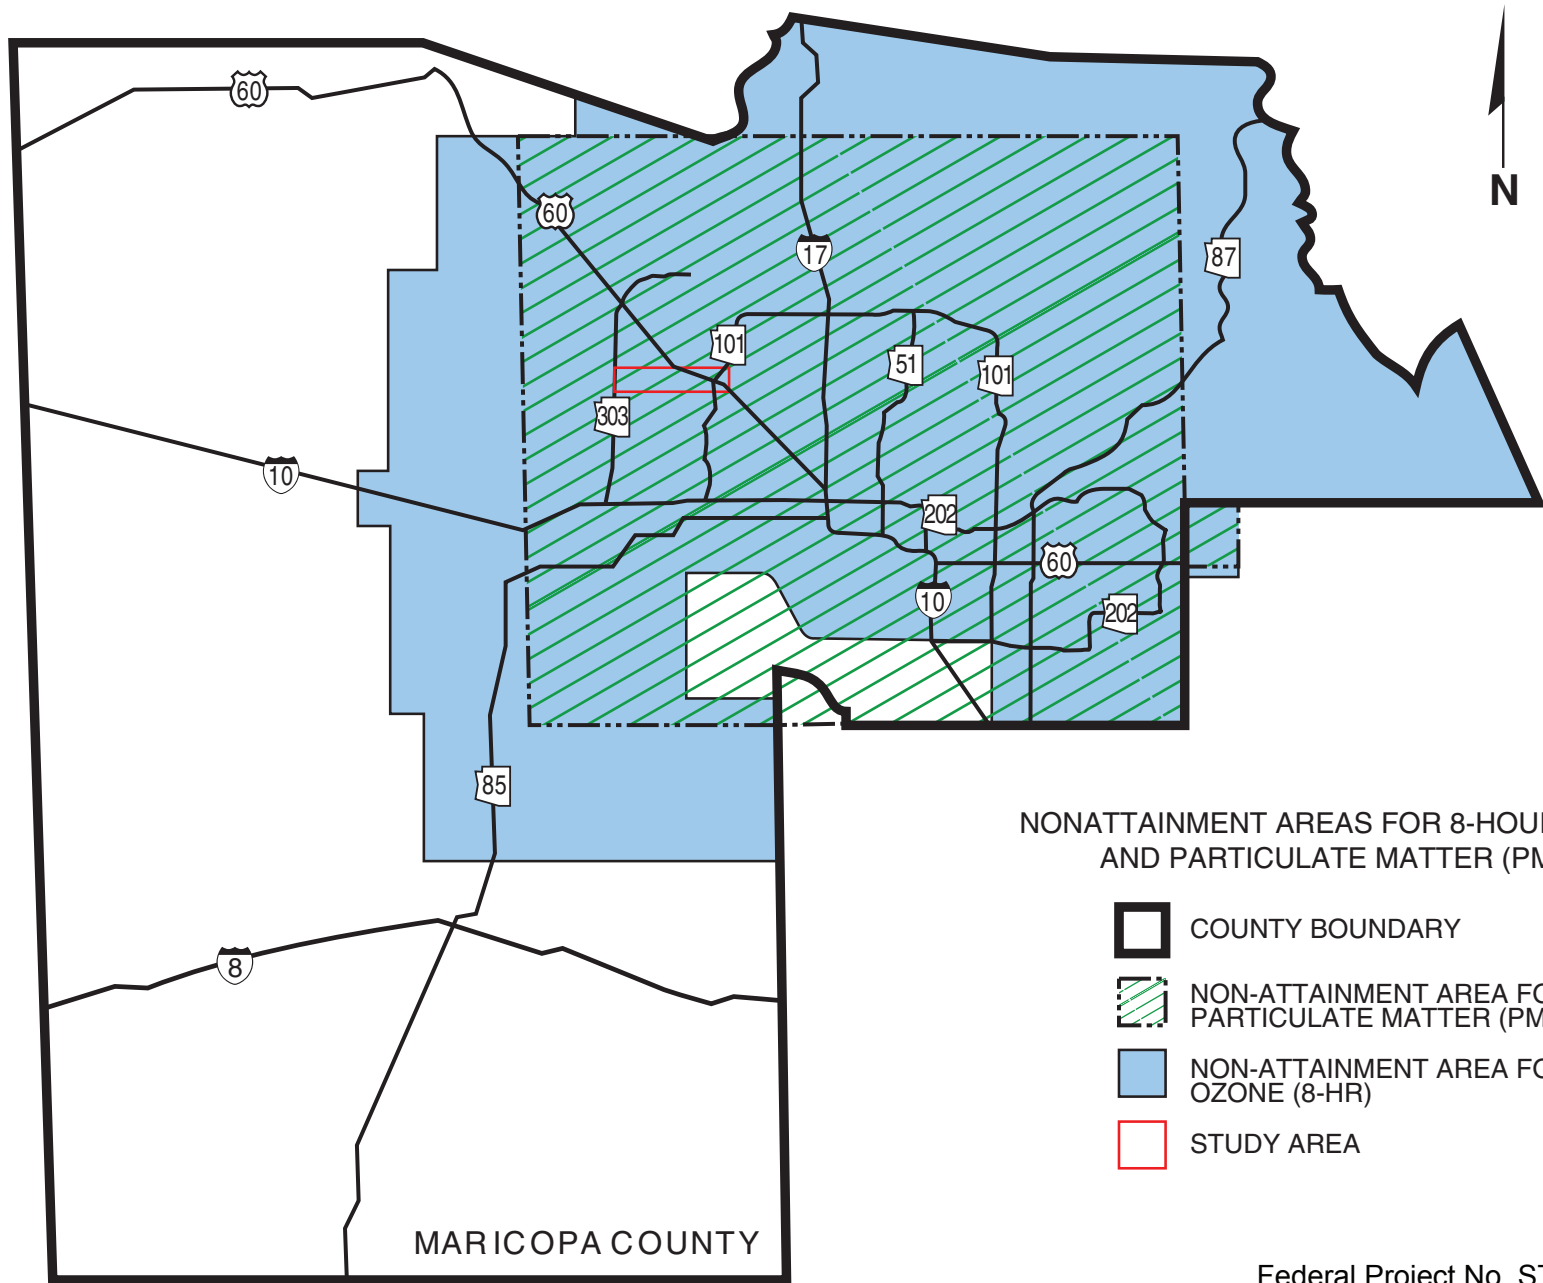 60
N
60
17
87
101
51
101
303
10
202
60
10
202
85
NONATTAINMENT AREAS FOR 8-HOUR
AND PARTICULATE MATTER (PM
COUNTY BOUNDARY
NON-ATTAINMENT AREA FO
PARTICULATE MATTER (PM
NON-ATTAINMENT AREA FO
OZONE (8-HR)
8
STUDY AREA
MARICOPA COUNTY
Federal Project No. ST